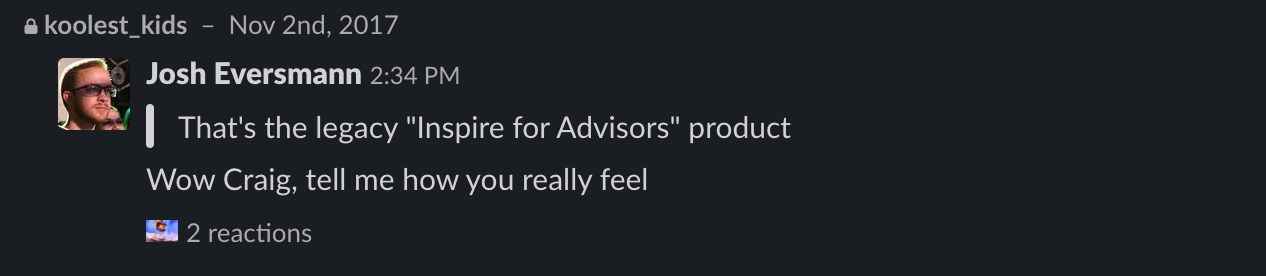 koolest_kids – Nov 2nd, 2017
Josh Eversmann 2:34 PM
That's the legacy "Inspire for Advisors" product
Wow Craig, tell me how you really feel
2 reactions